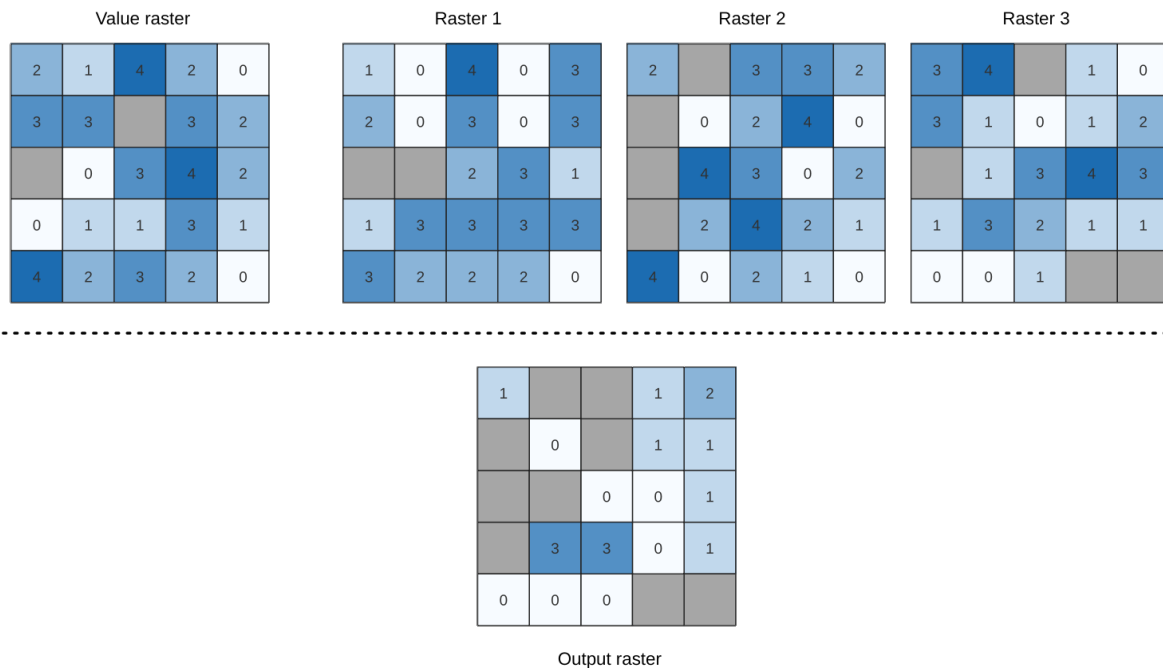 Value raster Raster 1 Raster 2 Raster 3
2 1 4 2 0 1 0 4 0 3 2 3 3 2 3 4 1 0
3 3 3 2 2 0 3 0 3 0 2 4 0 3 1 0 1 2
0 3 4 2 2 3 1 4 3 0 2 1 3 4 3
0 1 1 3 1 1 3 3 3 3 2 4 2 1 1 3 2 1 1
4 2 3 2 0 3 2 2 2 0 4 0 2 1 0 0 0 1
1 1 2
0 1 1
0 0 1
3 3 0 1
0 0 0
Output raster